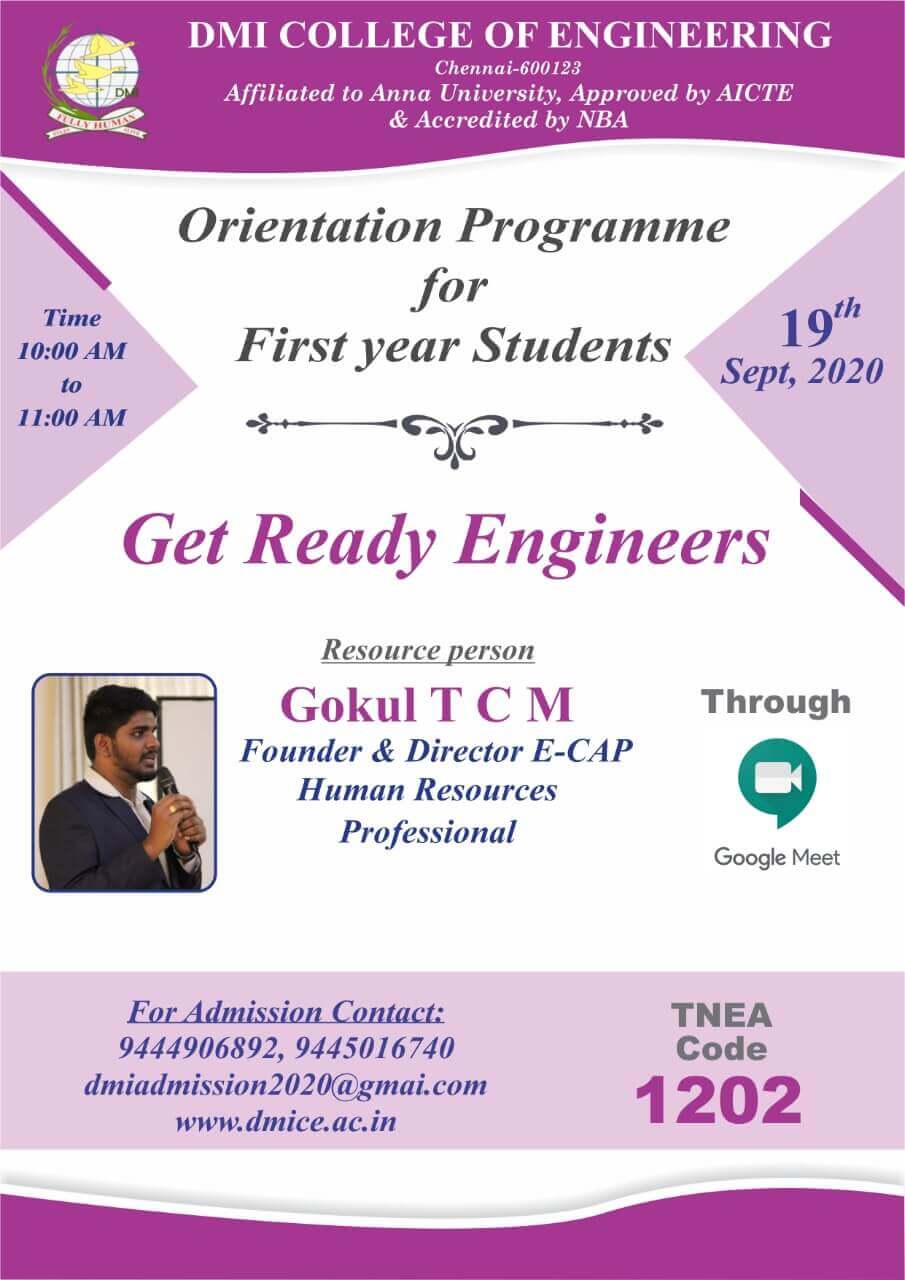 DMI COLLEGE OF ENGINEERING
Chennai-600123
Affiliated to Anna University, Approved by AICTE
& Accredited by NBA
DMI
FULLY HUMAN
Orientation Programme
for
First year Students
Time
10:00 AM
to
11:00 AM
19th
Sept, 2020
Get Ready Engineers
Resource person
Gokul T C M
Founder & Director E-CAP
Human Resources
Professional
Through
Google Meet
For Admission Contact:
9444906892, 9445016740
dmiadmission2020@gmai.com
www.dmice.ac.in
TNEA
Code
1202